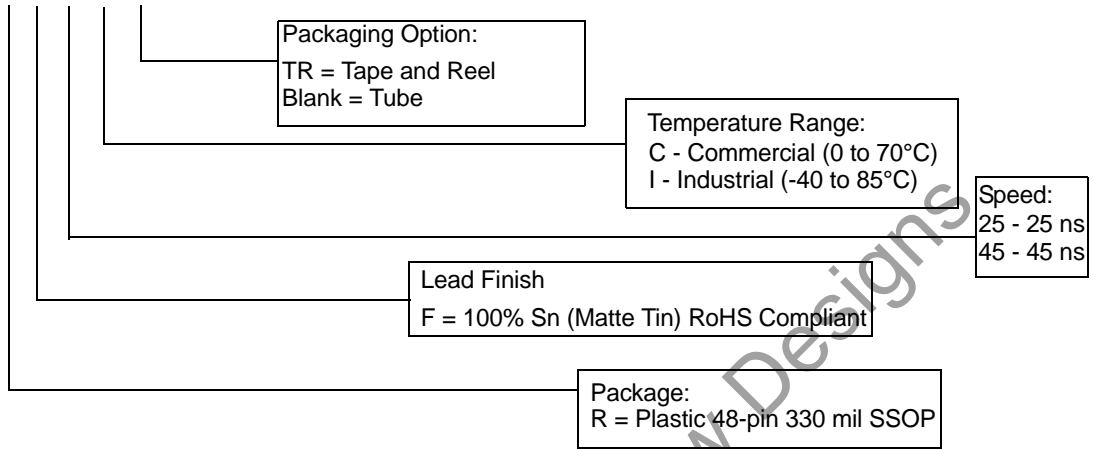 Packaging Option:
TR = Tape and Reel
Blank = Tube
Temperature Range:
C - Commercial (0 to 70°C)
I - Industrial (-40 to 85°C)
Speed:
25 - 25 ns
45 - 45 ns
Lead Finish
F = 100% Sn (Matte Tin) RoHS Compliant
Package:
R = Plastic 48-pin 330 mil SSOP
Designs